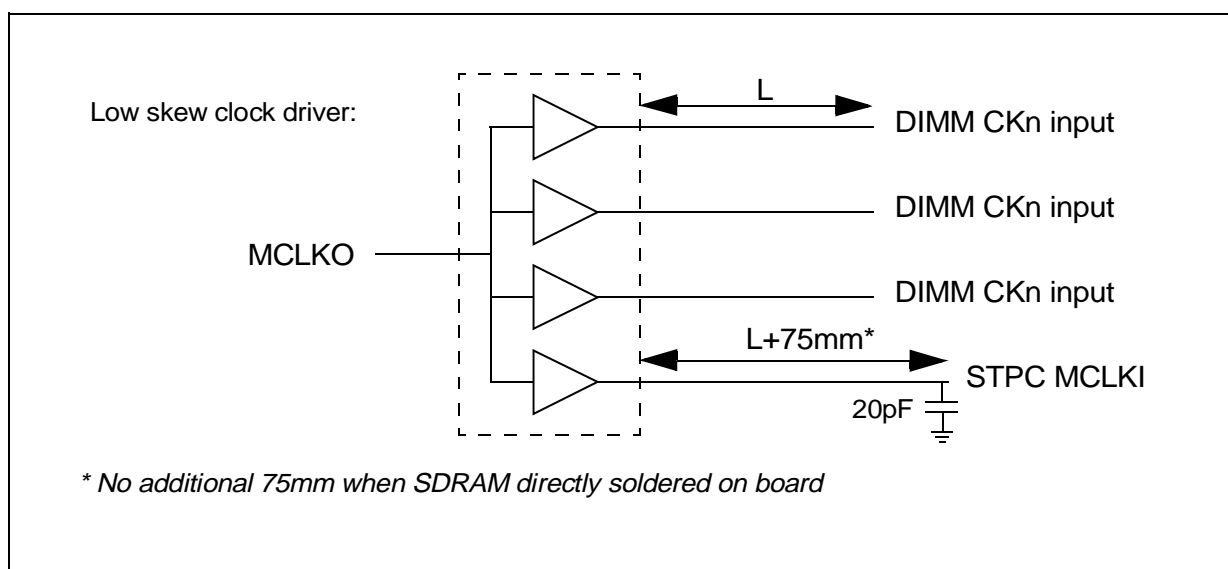 L
Low skew clock driver:
DIMM CKn input
DIMM CKn input
MCLKO
DIMM CKn input
L+75mm*
STPC MCLKI
20pF
* No additional 75mm when SDRAM directly soldered on board